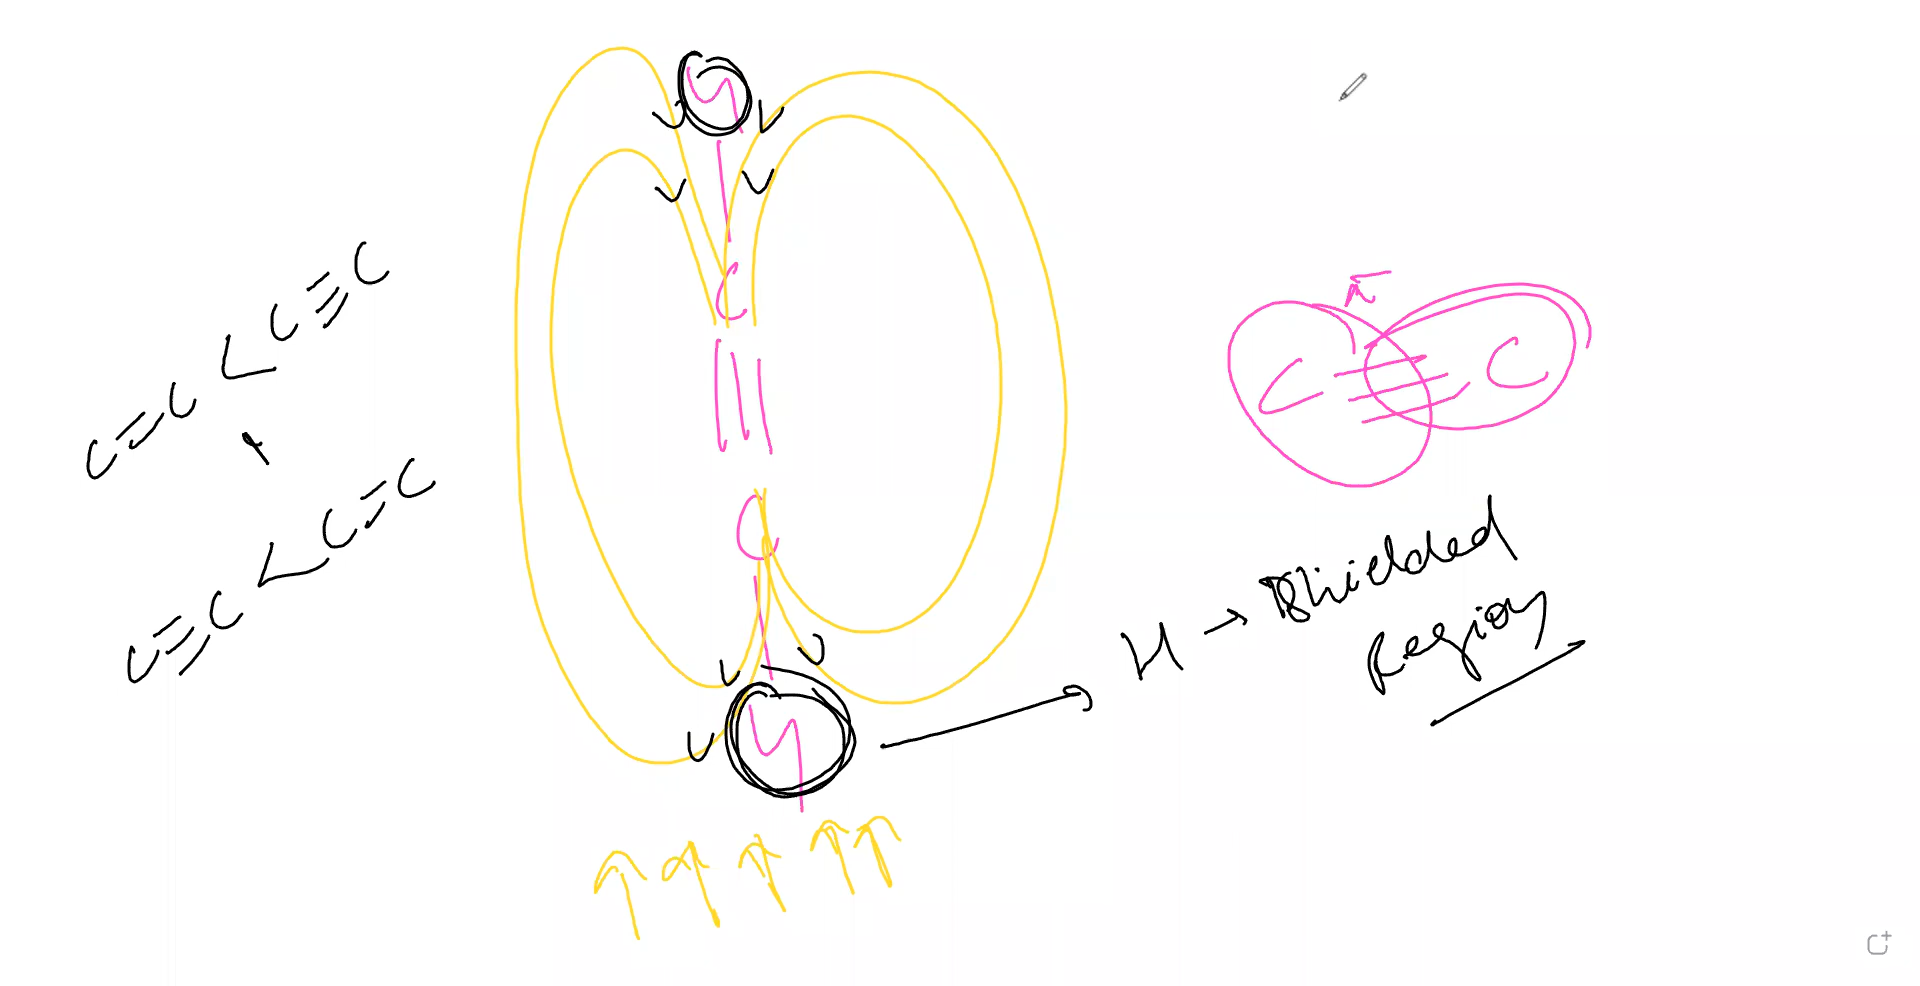 H
C
|||
C
H
C≡C
C≡C
C≡C
C≡C
C≡C
π
H → Shielded
Region